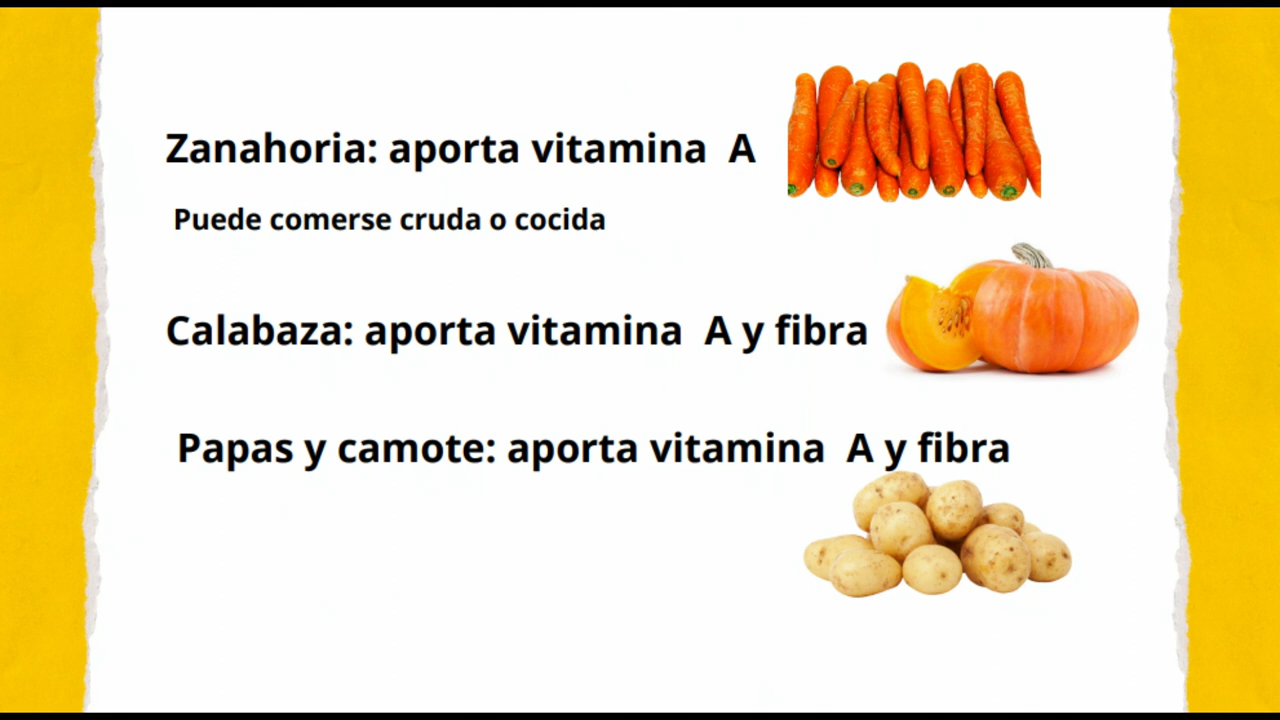 Zanahoria: aporta vitamina A
Puede comerse cruda o cocida
Calabaza: aporta vitamina A y fibra
Papas y camote: aporta vitamina A y fibra